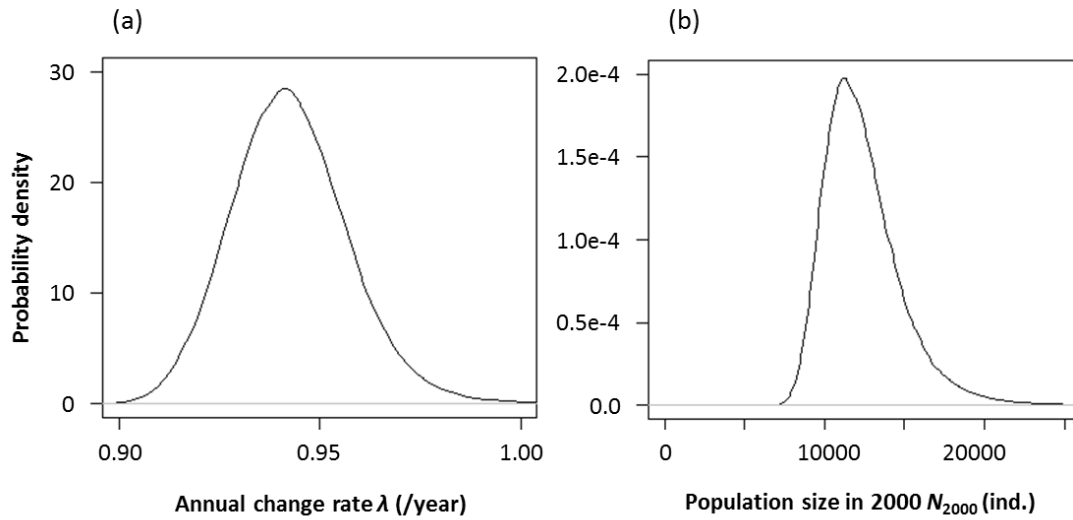 (a)
30
20
10
0
Probability density
0.90
0.95
1.00
Annual change rate λ (/year)
(b)
2.0e-4
1.5e-4
1.0e-4
0.5e-4
0.0
0
10000
20000
Population size in 2000 N2000 (ind.)